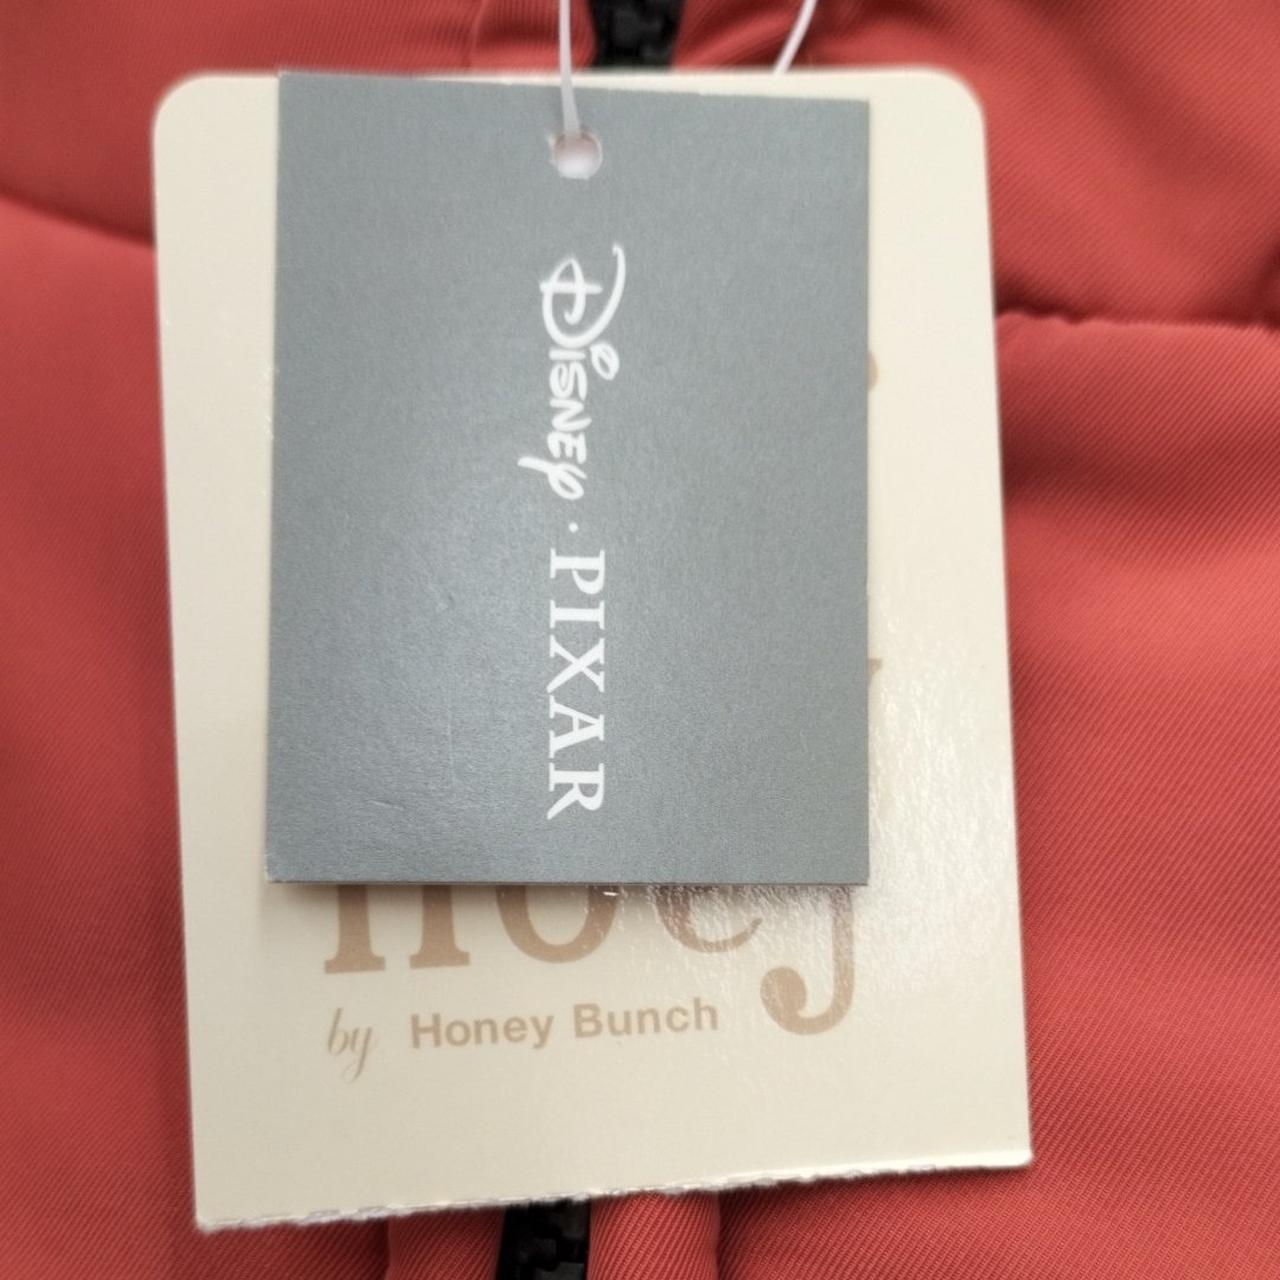 Disney · PIXAR
by Honey Bunch